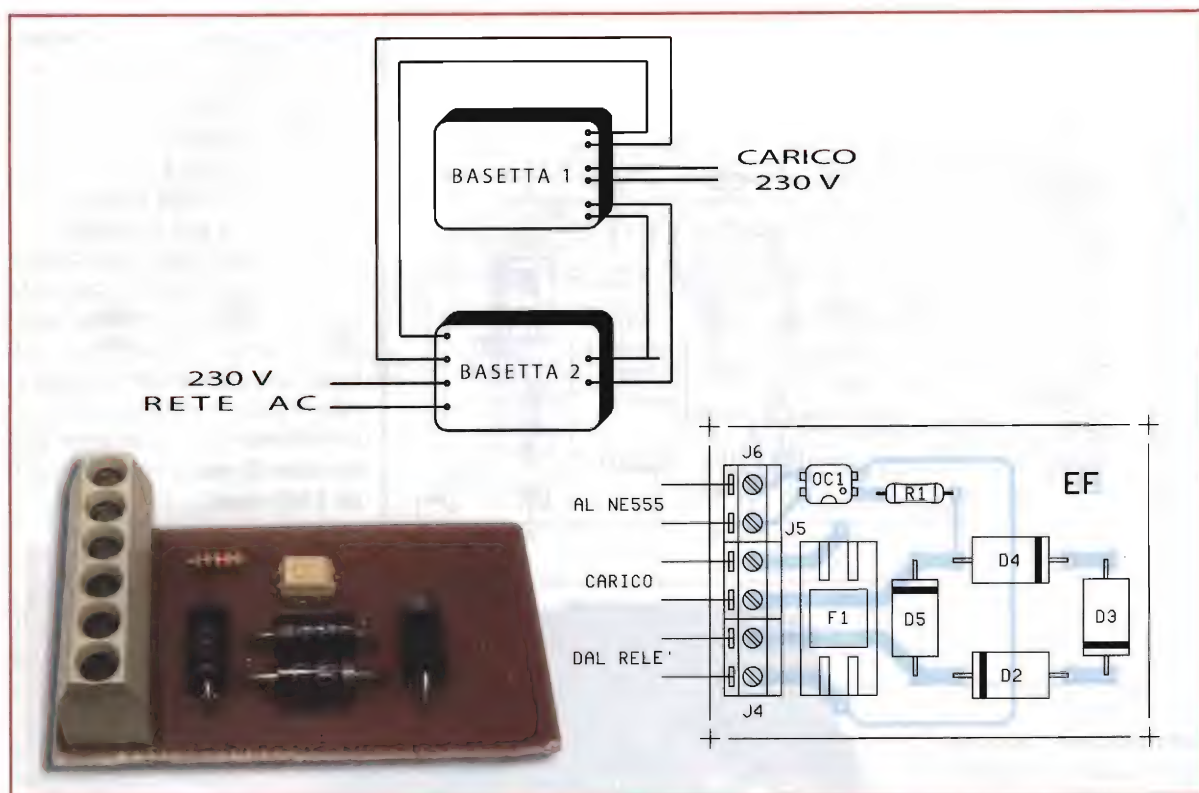 BASETTA 1
CARICO
230 V
BASETTA 2
230 V
RETE AC
J6
AL NE555
OC1
R1
EF
J5
CARICO
F1
D5
D4
D3
DAL RELE'
D2
J4